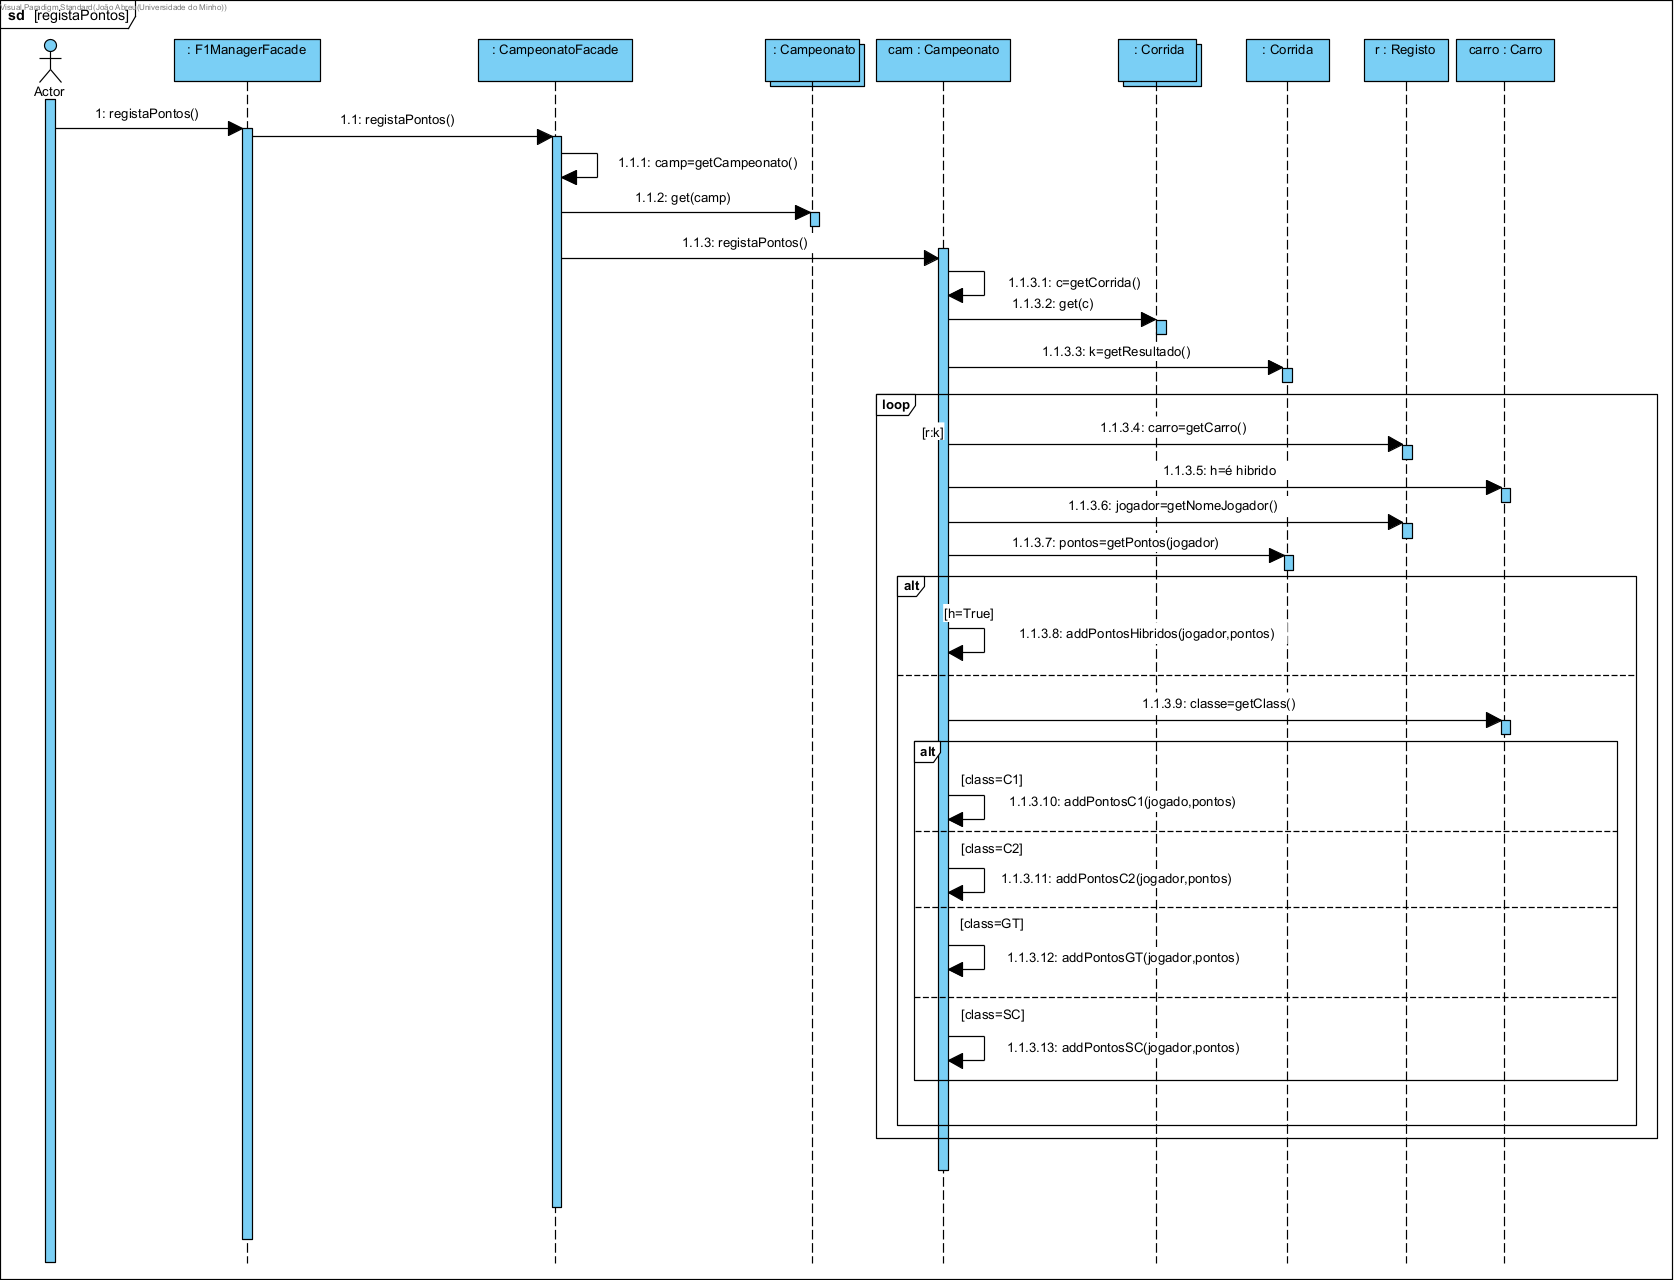 Visual Paradigm Standard(João Abreu(Universidade do Minho))
sd [registaPontos]
: F1ManagerFacade
: CampeonatoFacade
: Campeonato
cam : Campeonato
: Corrida
: Corrida
r : Registo
carro : Carro
Actor
1: registaPontos()
1.1: registaPontos()
1.1.1: camp=getCampeonato()
1.1.2: get(camp)
1.1.3: registaPontos()
1.1.3.1: c=getCorrida()
1.1.3.2: get(c)
1.1.3.3: k=getResultado()
loop
[r:k]
1.1.3.4: carro=getCarro()
1.1.3.5: h=é hibrido
1.1.3.6: jogador=getNomeJogador()
1.1.3.7: pontos=getPontos(jogador)
alt
[h=True]
1.1.3.8: addPontosHibridos(jogador,pontos)
1.1.3.9: classe=getClass()
alt
[class=C1]
1.1.3.10: addPontosC1(jogado,pontos)
[class=C2]
1.1.3.11: addPontosC2(jogador,pontos)
[class=GT]
1.1.3.12: addPontosGT(jogador,pontos)
[class=SC]
1.1.3.13: addPontosSC(jogador,pontos)